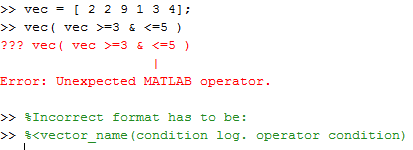 >> vec = [ 2 2 9 1 3 4];
>> vec( vec >=3 & <=5 )
??? vec( vec >=3 & <=5 )
|
Error: Unexpected MATLAB operator.
>> %Incorrect format has to be:
>> %<vector_name(condition log. operator condition)